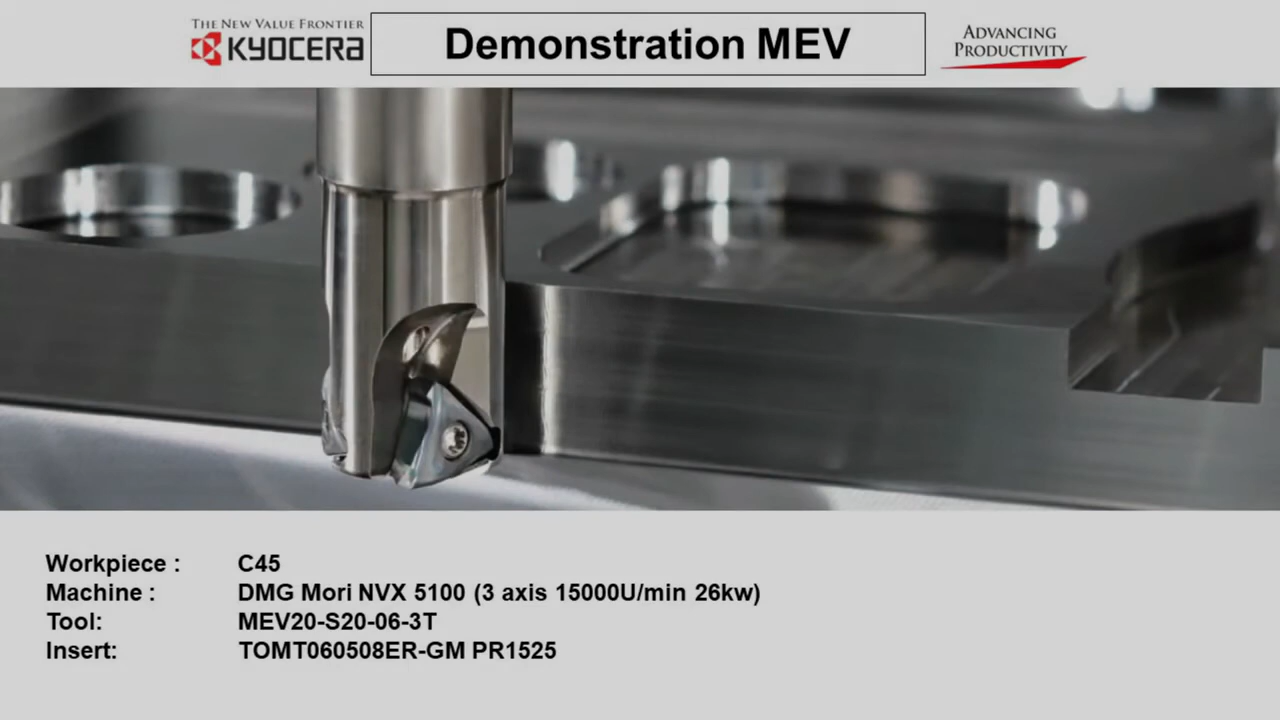 THE NEW VALUE FRONTIER
KYOCERA
Demonstration MEV
ADVANCING
PRODUCTIVITY
Workpiece : C45
Machine : DMG Mori NVX 5100 (3 axis 15000U/min 26kw)
Tool: MEV20-S20-06-3T
Insert: TOMT060508ER-GM PR1525